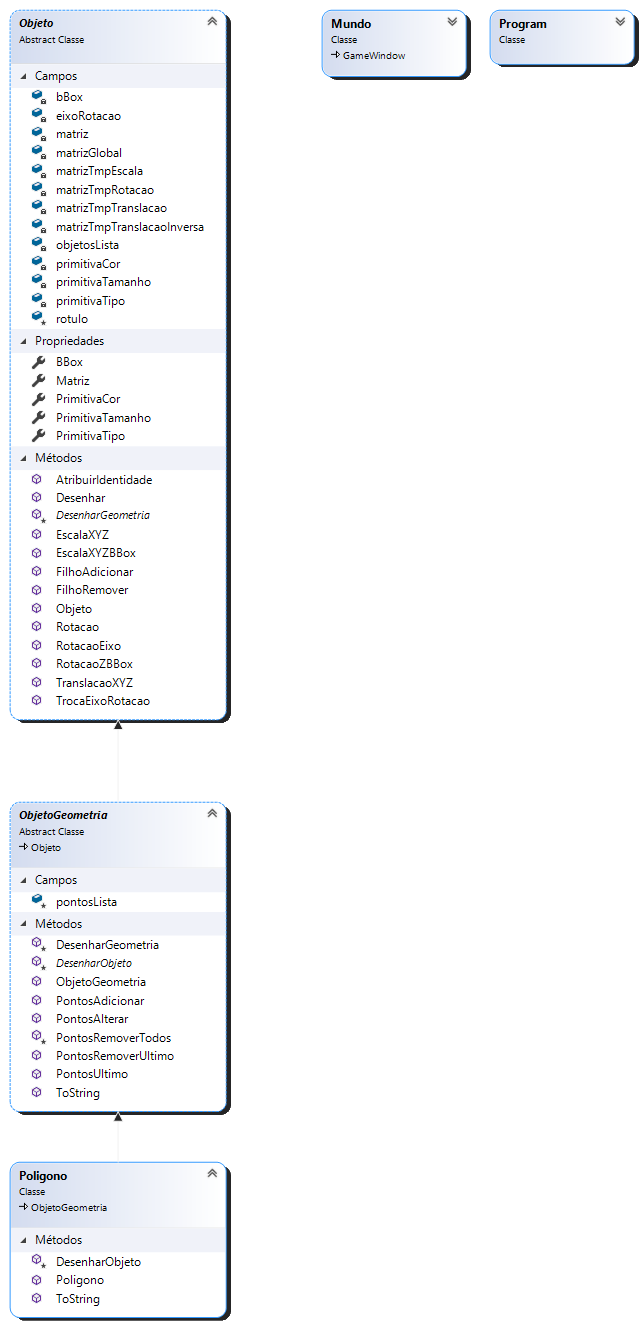 Objeto
Abstract Classe
Campos
bBox
eixoRotacao
matriz
matrizGlobal
matrizTmpEscala
matrizTmpRotacao
matrizTmpTranslacao
matrizTmpTranslacaoInversa
objetosLista
primitivaCor
primitivaTamanho
primitivaTipo
rotulo
Propriedades
BBox
Matriz
PrimitivaCor
PrimitivaTamanho
PrimitivaTipo
Métodos
AtribuirIdentidade
Desenhar
DesenharGeometria
EscalaXYZ
EscalaXYZBBox
FilhoAdicionar
FilhoRemover
Objeto
Rotacao
RotacaoEixo
RotacaoZBBox
TranslacaoXYZ
TrocaEixoRotacao
Mundo
Classe
GameWindow
Program
Classe
ObjetoGeometria
Abstract Classe
Objeto
Campos
pontosLista
Métodos
DesenharGeometria
DesenharObjeto
ObjetoGeometria
PontosAdicionar
PontosAlterar
PontosRemoverTodos
PontosRemoverUltimo
PontosUltimo
ToString
Poligono
Classe
ObjetoGeometria
Métodos
DesenharObjeto
Poligono
ToString